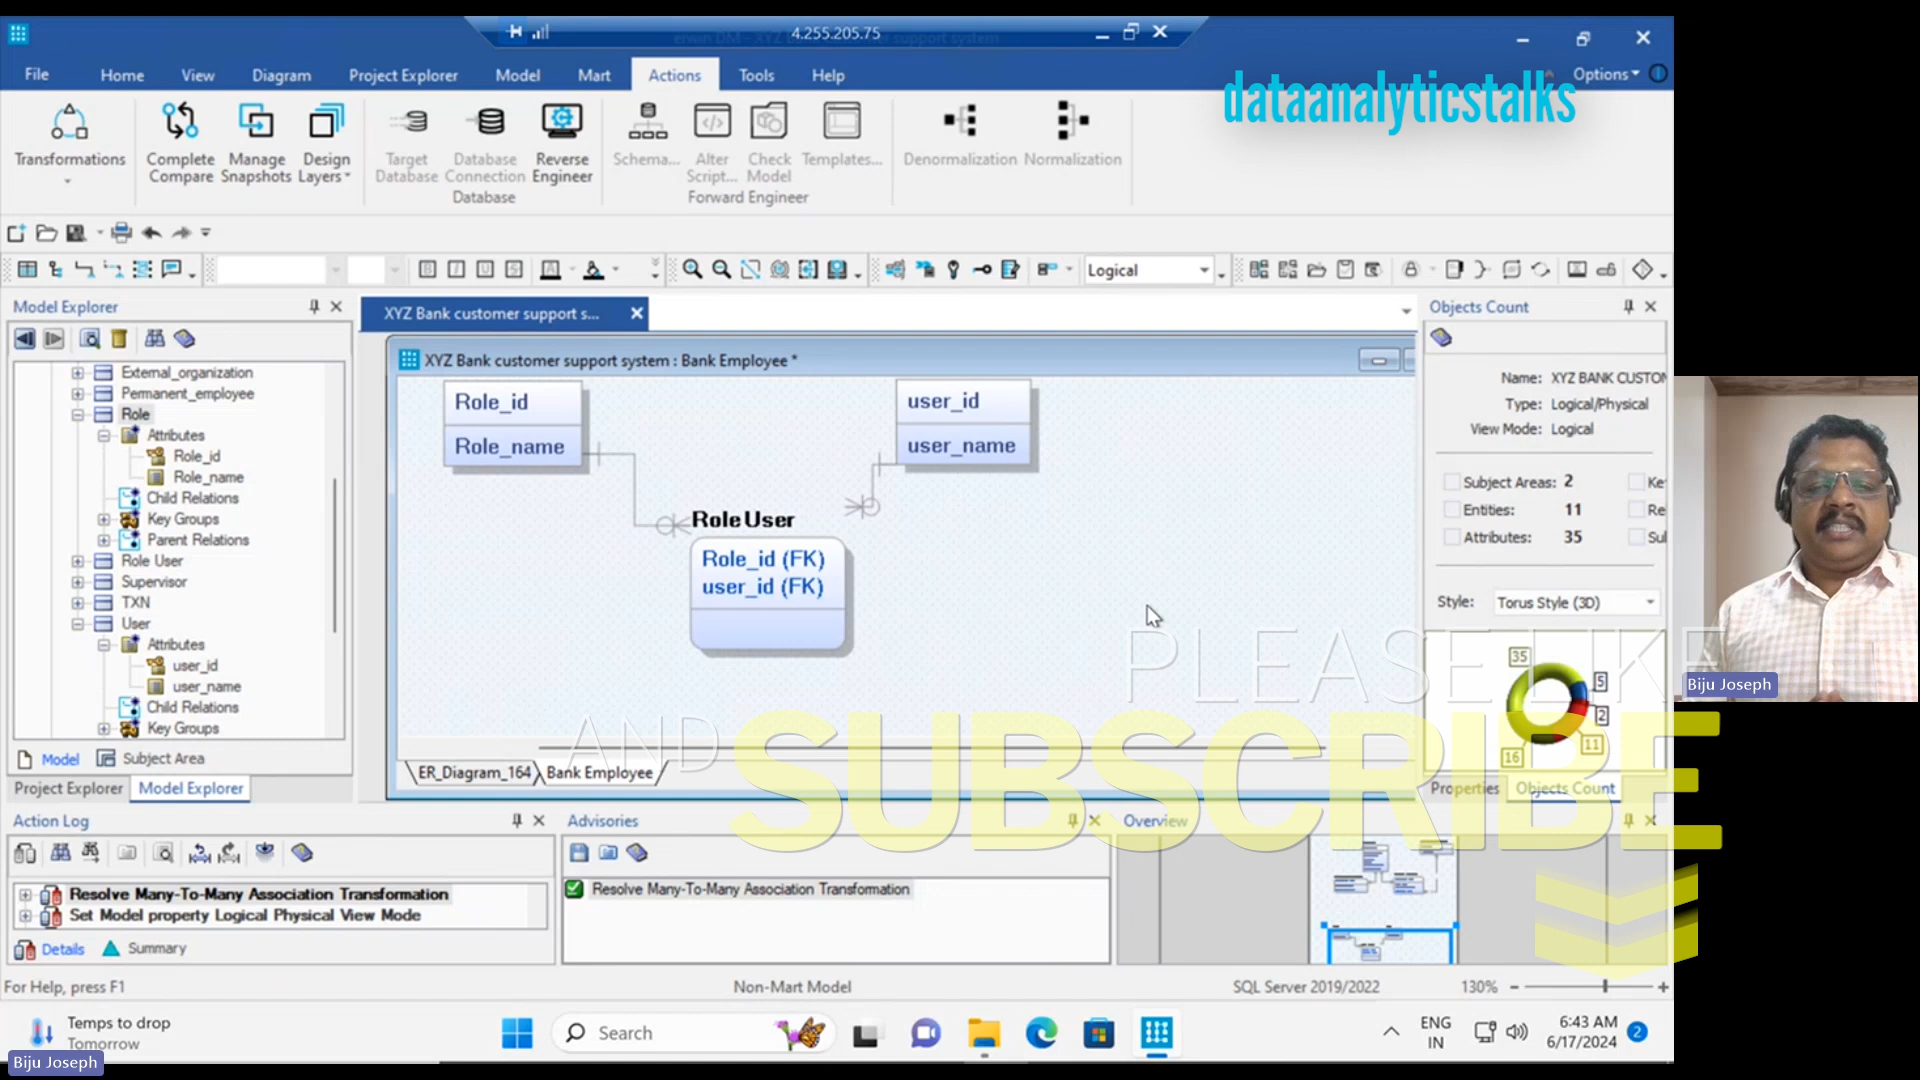 4.255.205.75
File
Home
View
Diagram
Project Explorer
Model
Mart
Actions
Tools
Help
Options
dataanalyticstalks
Transformations
Complete Compare
Manage Snapshots
Design Layers
Target Database
Database Connection
Reverse Engineer
Database
Schema...
Alter Script...
Check Model
Templates...
Forward Engineer
Denormalization
Normalization
Logical
Model Explorer
External_organization
Permanent_employee
Role
Attributes
Role_id
Role_name
Child Relations
Key Groups
Parent Relations
Role User
Supervisor
TXN
User
Attributes
user_id
user_name
Child Relations
Key Groups
Model
Subject Area
Project Explorer
Model Explorer
XYZ Bank customer support s...
XYZ Bank customer support system : Bank Employee *
Role_id
Role_name
user_id
user_name
Role User
Role_id (FK)
user_id (FK)
ER_Diagram_164
Bank Employee
Objects Count
Name: XYZ BANK CUSTOM
Type: Logical/Physical
View Mode: Logical
Subject Areas: 2
Entities: 11
Attributes: 35
Ke
Re
Sul
Style: Torus Style (3D)
35
5
2
11
16
Properties
Objects Count
PLEASE LIKE
AND
SUBSCRIBE
Biju Joseph
Action Log
Resolve Many-To-Many Association Transformation
Set Model property Logical Physical View Mode
Details
Summary
Advisories
Resolve Many-To-Many Association Transformation
Overview
For Help, press F1
Non-Mart Model
SQL Server 2019/2022
130%
Temps to drop
Tomorrow
Search
ENG
IN
6:43 AM
6/17/2024
2
Biju Joseph